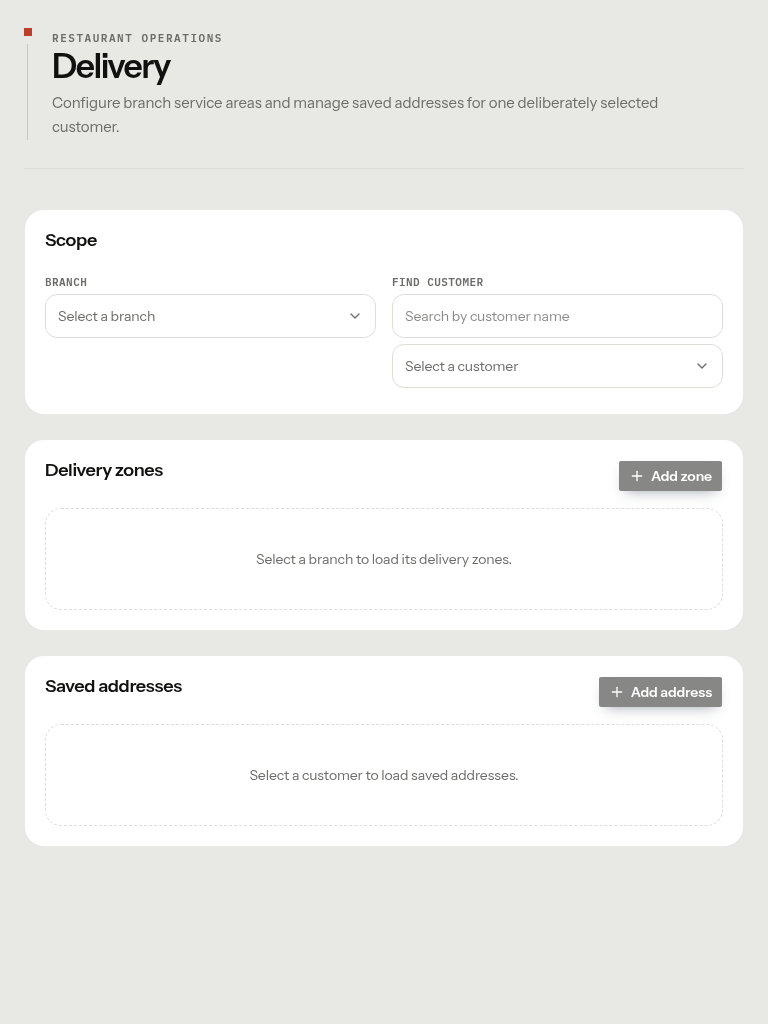 RESTAURANT OPERATIONS
Delivery
Configure branch service areas and manage saved addresses for one deliberately selected
customer.
Scope
BRANCH
Select a branch
FIND CUSTOMER
Search by customer name
Select a customer
Delivery zones
Add zone
Select a branch to load its delivery zones.
Saved addresses
Add address
Select a customer to load saved addresses.